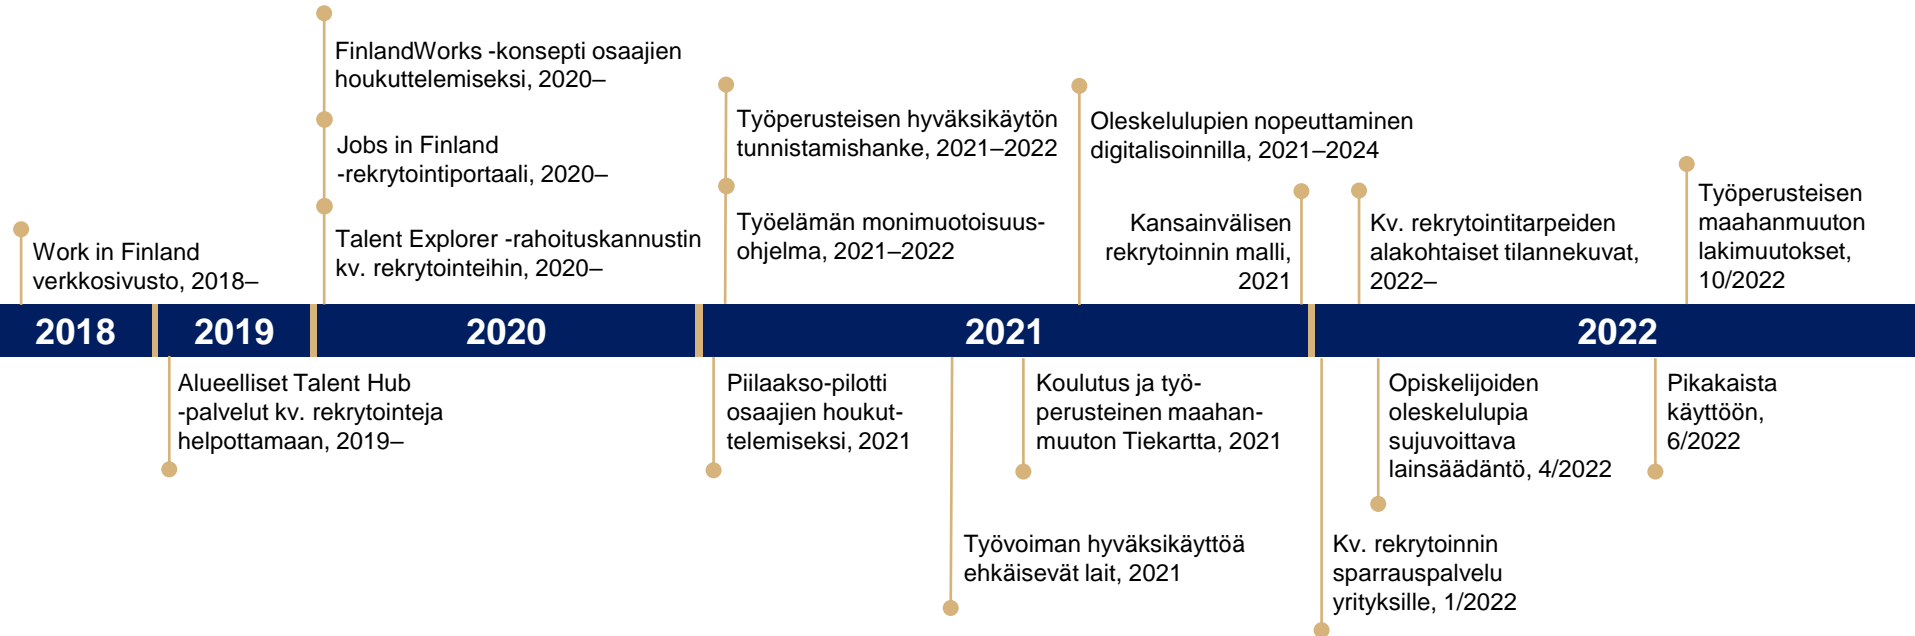 FinlandWorks -konsepti osaajien
houkuttelemiseksi, 2020–
Jobs in Finland
-rekrytointiportaali, 2020–
Talent Explorer -rahoituskannustin
kv. rekrytointeihin, 2020–
Work in Finland
verkkosivusto, 2018–
Työperusteisen hyväksikäytön
tunnistamishanke, 2021–2022
Työelämän monimuotoisuus-
ohjelma, 2021–2022
Oleskelulupien nopeuttaminen
digitalisoinnilla, 2021–2024
Kansainvälisen
rekrytoinnin malli,
2021
Kv. rekrytointitarpeiden
alakohtaiset tilannekuvat,
2022–
Työperusteisen
maahanmuuton
lakimuutokset,
10/2022
2018
2019
2020
2021
2022
Alueelliset Talent Hub
-palvelut kv. rekrytointeja
helpottamaan, 2019–
Piilaakso-pilotti
osaajien houkut-
telemiseksi, 2021
Koulutus ja työ-
perusteinen maahan-
muuton Tiekartta, 2021
Työvoiman hyväksikäyttöä
ehkäisevät lait, 2021
Opiskelijoiden
oleskelulupia
sujuvoittava
lainsäädäntö, 4/2022
Kv. rekrytoinnin
sparrauspalvelu
yrityksille, 1/2022
Pikakaista
käyttöön,
6/2022